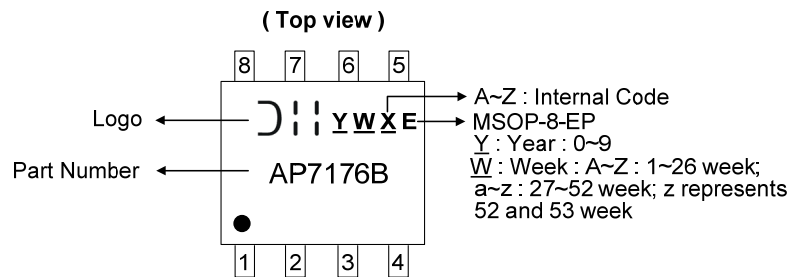 ( Top view )
8 7 6 5
Logo
Y W X E
A~Z : Internal Code
MSOP-8-EP
Y : Year : 0~9
W : Week : A~Z : 1~26 week;
a~z : 27~52 week; z represents
52 and 53 week
Part Number
AP7176B
1 2 3 4